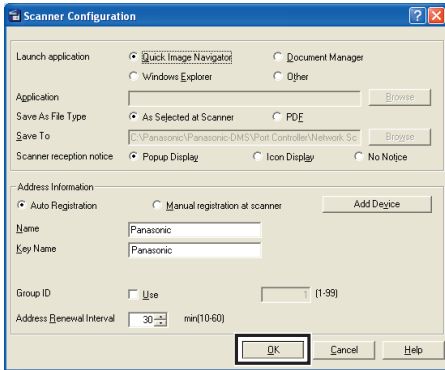 Scanner Configuration
Launch application Quick Image Navigator Document Manager
Windows Explorer Other
Application Browse
Save As File Type As Selected at Scanner PDF
Save To C:\Panasonic\Panasonic-DMS\Port Controller\Network Sc Browse
Scanner reception notice Popup Display Icon Display No Notice
Address Information
Auto Registration Manual registration at scanner Add Device
Name Panasonic
Key Name Panasonic
Group ID Use 1 (1-99)
Address Renewal Interval 30 min(10-60)
OK Cancel Help